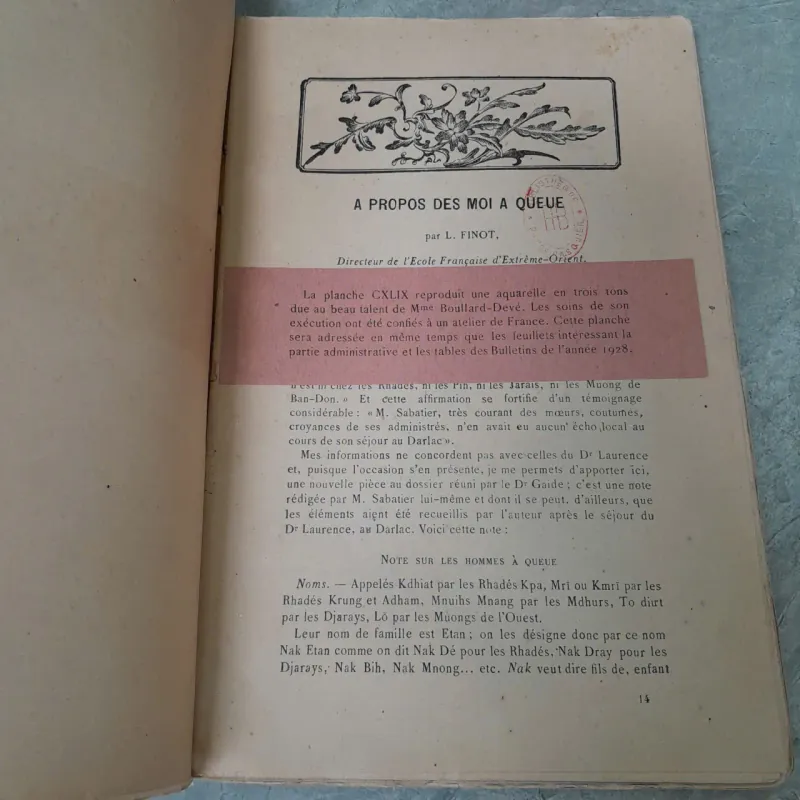 A PROPOS DES MOI A QUEUE
par L. FINOT,
Directeur de l'Ecole Française d'Extrême-Orient.
La planche CXLIX reproduit une aquarelle en trois tons
due au beau talent de Mme Boullard-Devé. Les soins de son
exécution ont été confiés à un atelier de France. Cette planche
sera adressée en même temps que les feuillets intéressant la
partie administrative et les tables des Bulletins de l'année 1928.
n'est ni chez les Rhadés, ni les Pih, ni les Jarais, ni les Muong de
Ban-Don. » Et cette affirmation se fortifie d'un témoignage
considérable : « M. Sabatier, très courant des mœurs, coutumes,
croyances de ses administrés, n'en avait eu aucun écho local au
cours de son séjour au Darlac ».
Mes informations ne concordent pas avec celles du Dr Laurence
et, puisque l'occasion s'en présente, je me permets d'apporter ici,
une nouvelle pièce au dossier réuni par le Dr Gaide ; c'est une note
rédigée par M. Sabatier lui-même et dont il se peut, d'ailleurs, que
les éléments aient été recueillis par l'auteur après le séjour du
Dr Laurence, au Darlac. Voici cette note :
NOTE SUR LES HOMMES À QUEUE
Noms. — Appelés Kdhiat par les Rhadés Kpa, Mrî ou Kmrî par les
Rhadés Krung et Adham, Mnuihs Mnang par les Mdhurs, To diırt
par les Djarays, Lô par les Muongs de l'Ouest.
Leur nom de famille est Etan ; on les désigne donc par ce nom
Nak Etan comme on dit Nak Dé pour les Rhadés, Nak Dray pour les
Djarays, Nak Bih, Nak Mnong... etc. Nak veut dire fils de, enfant
14